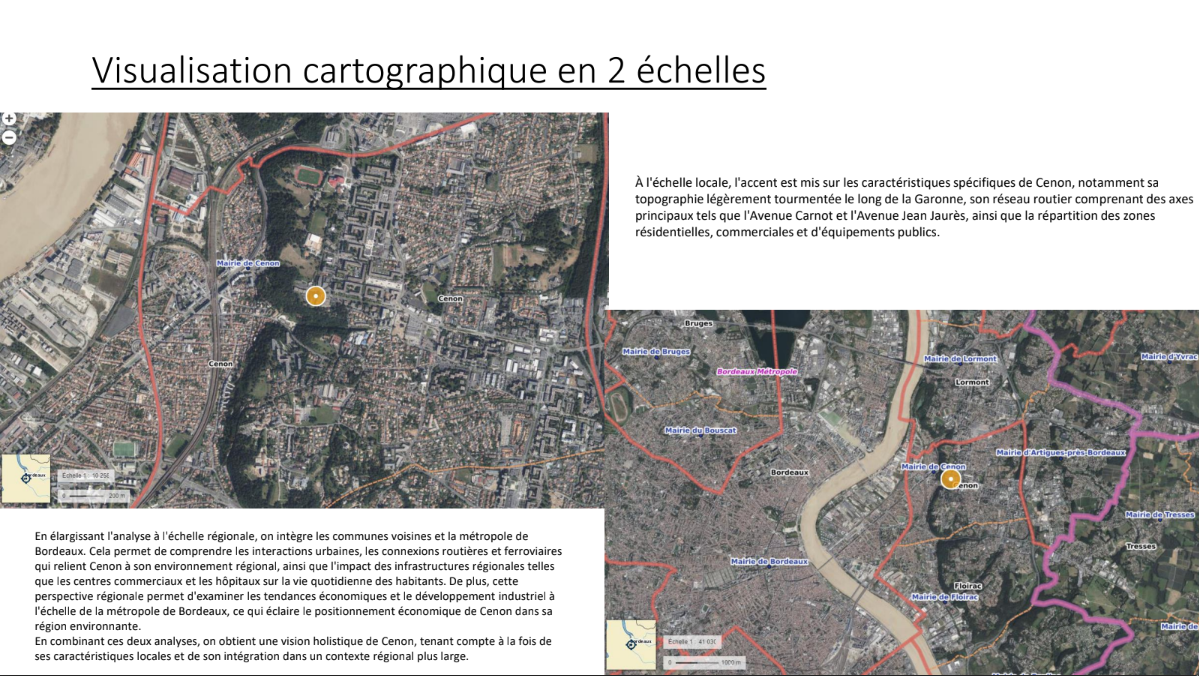 Visualisation cartographique en 2 échelles
Mairie de Cenon
Cenon
Cenon
200 m
À l'échelle locale, l'accent est mis sur les caractéristiques spécifiques de Cenon, notamment sa
topographie légèrement tourmentée le long de la Garonne, son réseau routier comprenant des axes
principaux tels que l'Avenue Carnot et l'Avenue Jean Jaurès, ainsi que la répartition des zones
résidentielles, commerciales et d'équipements publics.
Bruges
Mairie de Bruges
Bordeaux Métropole
Mairie de Lormont
Mairie d'Yvrac
Lormont
Mairie du Bouscat
Mairie d'Artigues-près-Bordeaux
Bordeaux
Mairie de Cenon
Cenon
Mairie de Tresses
Tresses
Mairie de Bordeaux
Floirac
Mairie de Floirac
Mairie de
Échelle 1 :
0 1000 m
En élargissant l'analyse à l'échelle régionale, on intègre les communes voisines et la métropole de
Bordeaux. Cela permet de comprendre les interactions urbaines, les connexions routières et ferroviaires
qui relient Cenon à son environnement régional, ainsi que l'impact des infrastructures régionales telles
que les centres commerciaux et les hôpitaux sur la vie quotidienne des habitants. De plus, cette
perspective régionale permet d'examiner les tendances économiques et le développement industriel à
l'échelle de la métropole de Bordeaux, ce qui éclaire le positionnement économique de Cenon dans sa
région environnante.
En combinant ces deux analyses, on obtient une vision holistique de Cenon, tenant compte à la fois de
ses caractéristiques locales et de son intégration dans un contexte régional plus large.